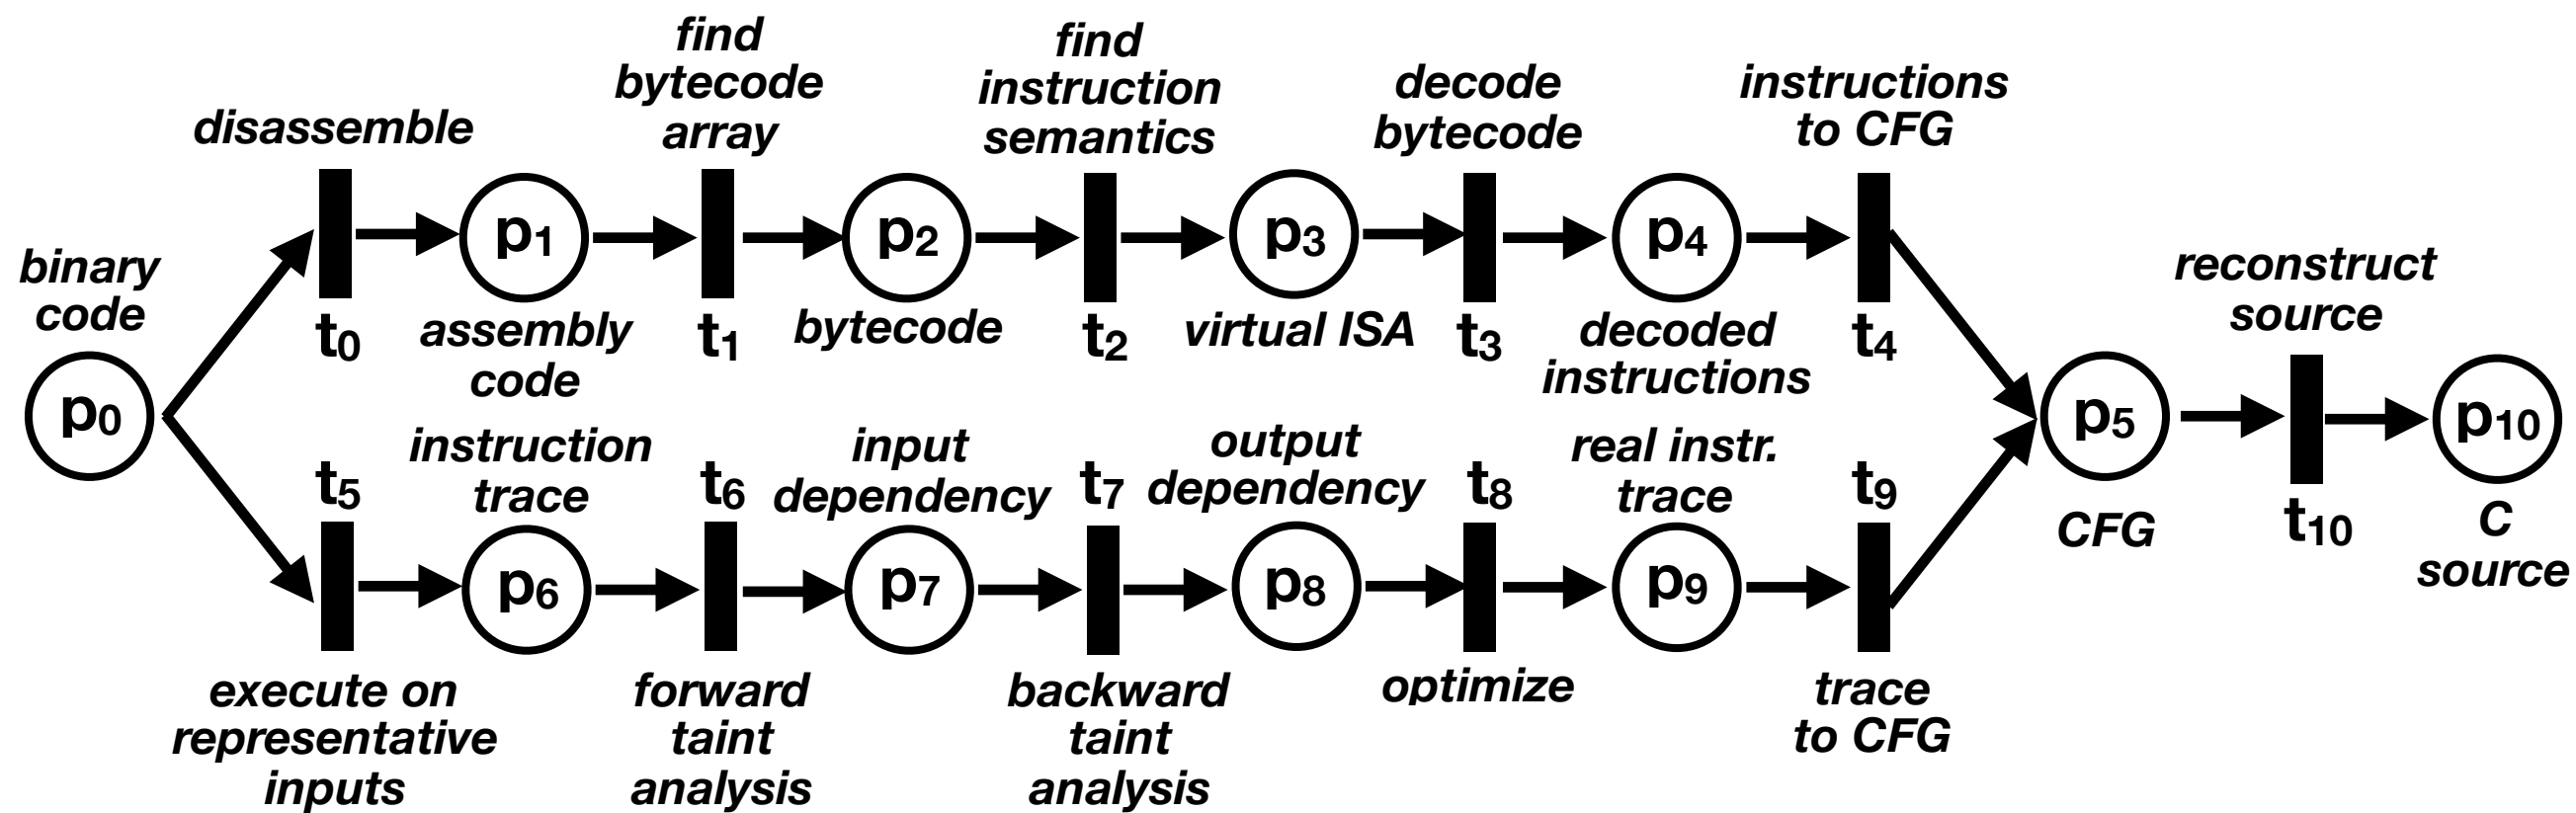 find
bytecode
array
find
instruction
semantics
disassemble
decode
bytecode
instructions
to CFG
binary
code
p0
t0
p1
assembly
code
t1
p2
bytecode
t2
p3
virtual ISA
t3
p4
decoded
instructions
t4
t5
execute on
representative
inputs
instruction
trace
p6
t6
forward
taint
analysis
input
dependency
p7
t7
backward
taint
analysis
output
dependency
p8
t8
optimize
real instr.
trace
p9
t9
trace
to CFG
p5
CFG
reconstruct
source
t10
p10
C
source